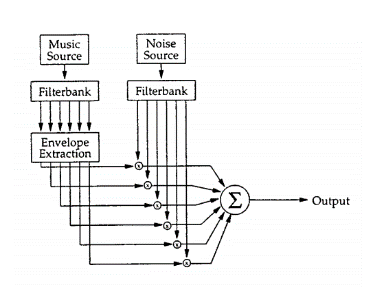 Music
Source
Noise
Source
Filterbank
Filterbank
Envelope
Extraction
x
x
x
x
x
x
Σ
Output